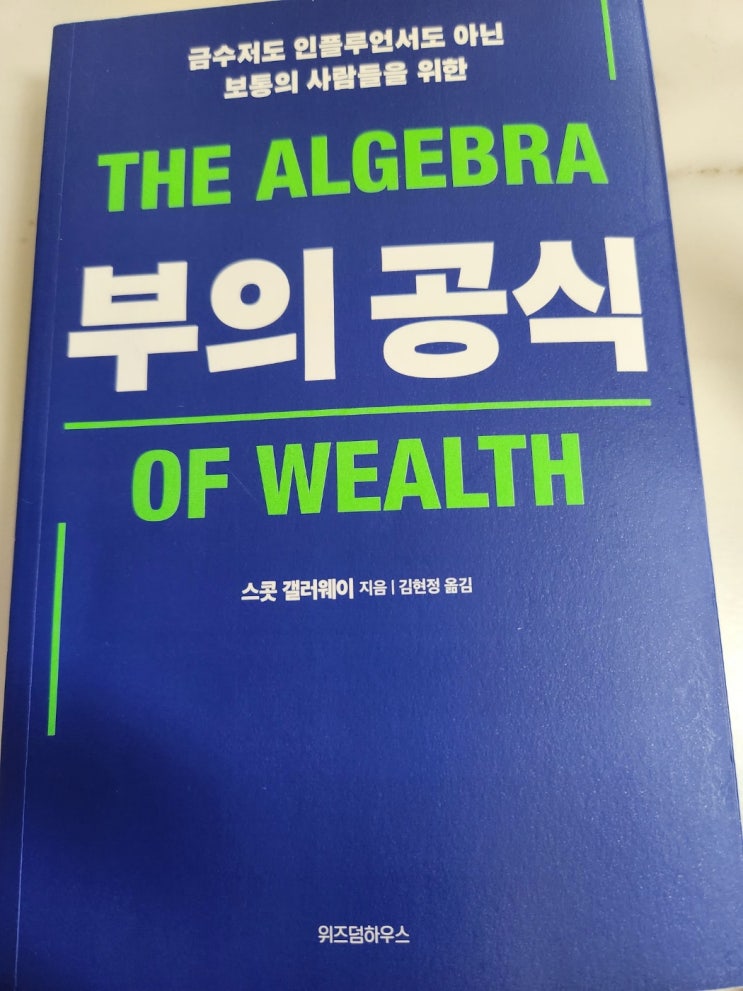 금수저도 인플루언서도 아닌
보통의 사람들을 위한
THE ALGEBRA
부의 공식
OF WEALTH
스콧 갤러웨이 지음 | 김현정 옮김
위즈덤하우스